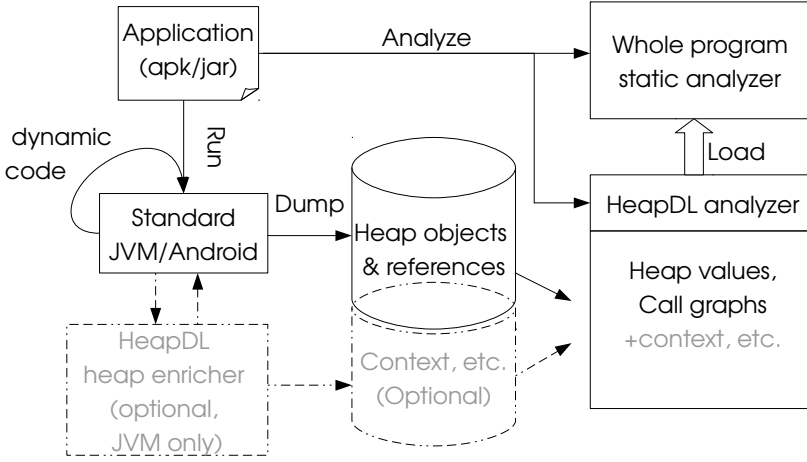 Application
(apk/jar)
Analyze
Whole program
static analyzer
dynamic
code
Run
Load
Standard
JVM/Android
Dump
Heap objects
& references
HeapDL analyzer
Heap values,
Call graphs
+context, etc.
HeapDL
heap enricher
(optional,
JVM only)
Context, etc.
(Optional)